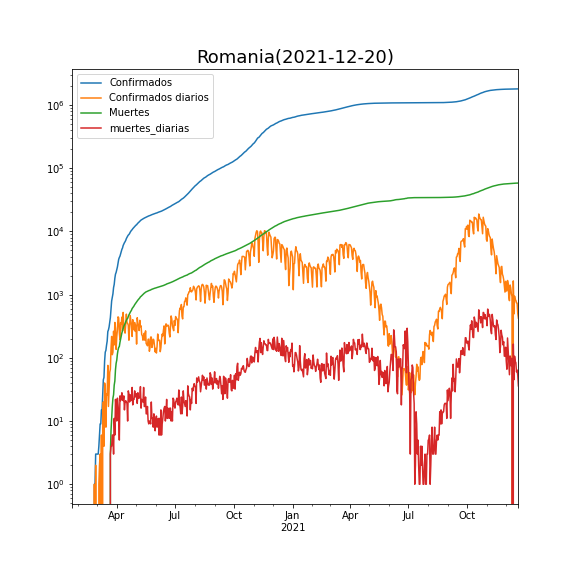 Romania(2021-12-20)
Confirmados
Confirmados diarios
Muertes
muertes_diarias
10⁶
10⁵
10⁴
10³
10²
10¹
10⁰
Apr Jul Oct Jan Apr Jul Oct
2021